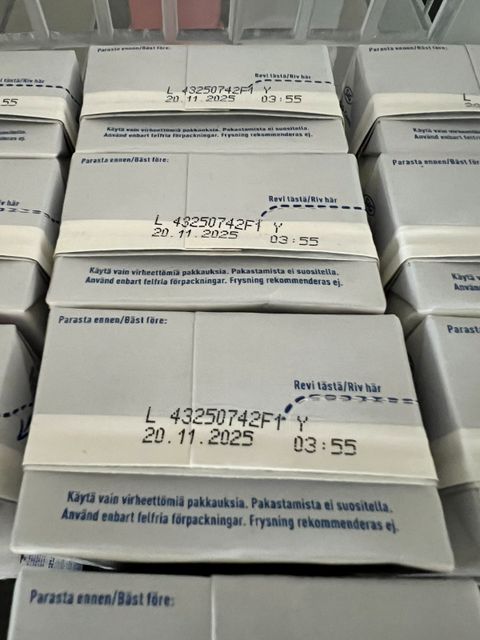 Parasta ennen/Bäst före:
Revi tästä/Riv här
L 43250742F1 Y
20.11.2025 03:55
Käytä vain virheettömiä pakkauksia. Pakastamista ei suositella.
Använd enbart felfria förpackningar. Frysning rekommenderas ej.
Parasta ennen/Bäst före:
Revi tästä/Riv här
L 43250742F1 Y
20.11.2025 03:55
Käytä vain virheettömiä pakkauksia. Pakastamista ei suositella.
Använd enbart felfria förpackningar. Frysning rekommenderas ej.
Parasta ennen/Bäst före:
Revi tästä/Riv här
L 43250742F1 Y
20.11.2025 03:55
Käytä vain virheettömiä pakkauksia. Pakastamista ei suositella.
Använd enbart felfria förpackningar. Frysning rekommenderas ej.
Parasta ennen/Bäst före:
Parasta ennen/Bäst före:
L
Parasta ennen/Bäst
Käytä
Använd
Parasta